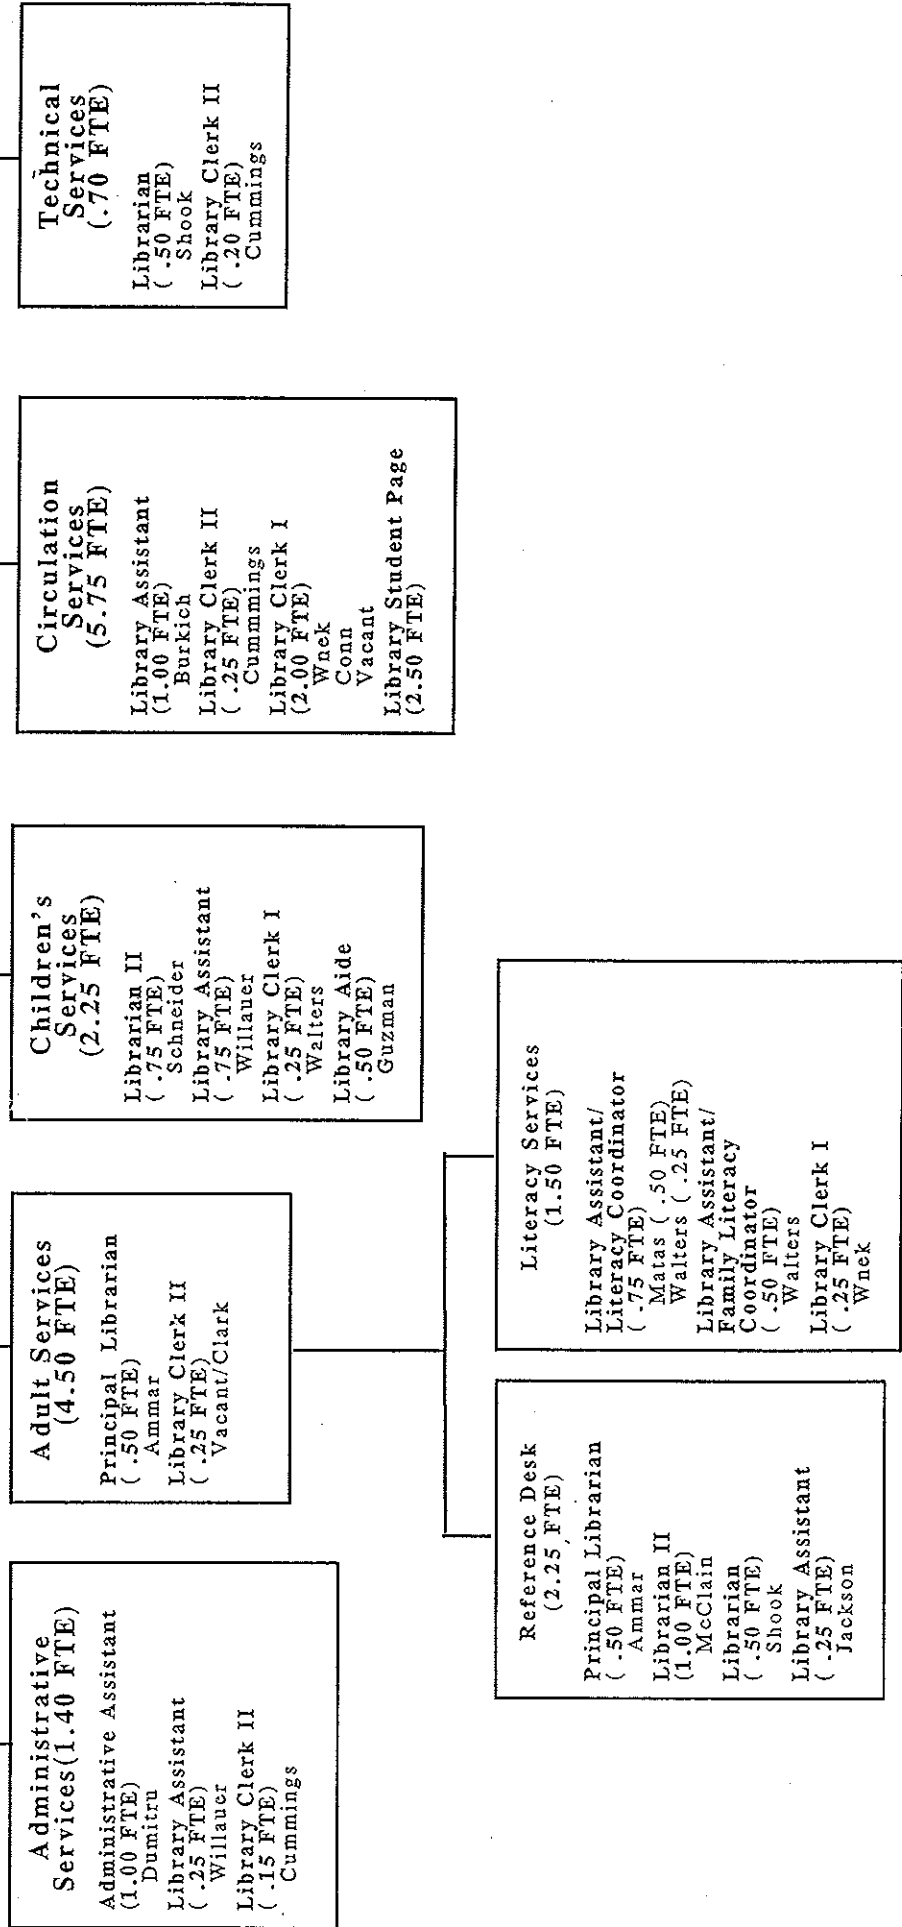 Administrative
Services(1.40 FTE)
Administrative Assistant
(1.00 FTE)
Dumitru
Library Assistant
( .25 FTE)
Willauer
Library Clerk II
( .15 FTE)
Cummings
Adult Services
(4.50 FTE)
Principal Librarian
( .50 FTE)
Ammar
Library Clerk II
( .25 FTE)
Vacant/Clark
Children's
Services
(2.25 FTE)
Librarian II
( .75 FTE)
Schneider
Library Assistant
( .75 FTE)
Willauer
Library Clerk I
( .25 FTE)
Walters
Library Aide
( .50 FTE)
Guzman
Circulation
Services
(5.75 FTE)
Library Assistant
(1.00 FTE)
Burkich
Library Clerk II
( .25 FTE)
Cummmings
Library Clerk I
(2.00 FTE)
Wnek
Conn
Vacant
Library Student Page
(2.50 FTE)
Technical
Services
(.70 FTE)
Librarian
( .50 FTE)
Shook
Library Clerk II
( .20 FTE)
Cummings
Reference Desk
(2.25 FTE)
Principal Librarian
( .50 FTE)
Ammar
Librarian II
(1.00 FTE)
McClain
Librarian
( .50 FTE)
Shook
Library Assistant
( .25 FTE)
Jackson
Literacy Services
(1.50 FTE)
Library Assistant/
Literacy Coordinator
( .75 FTE)
Matas ( .50 FTE)
Walters ( .25 FTE)
Library Assistant/
Family Literacy
Coordinator
( .50 FTE)
Walters
Library Clerk I
( .25 FTE)
Wnek